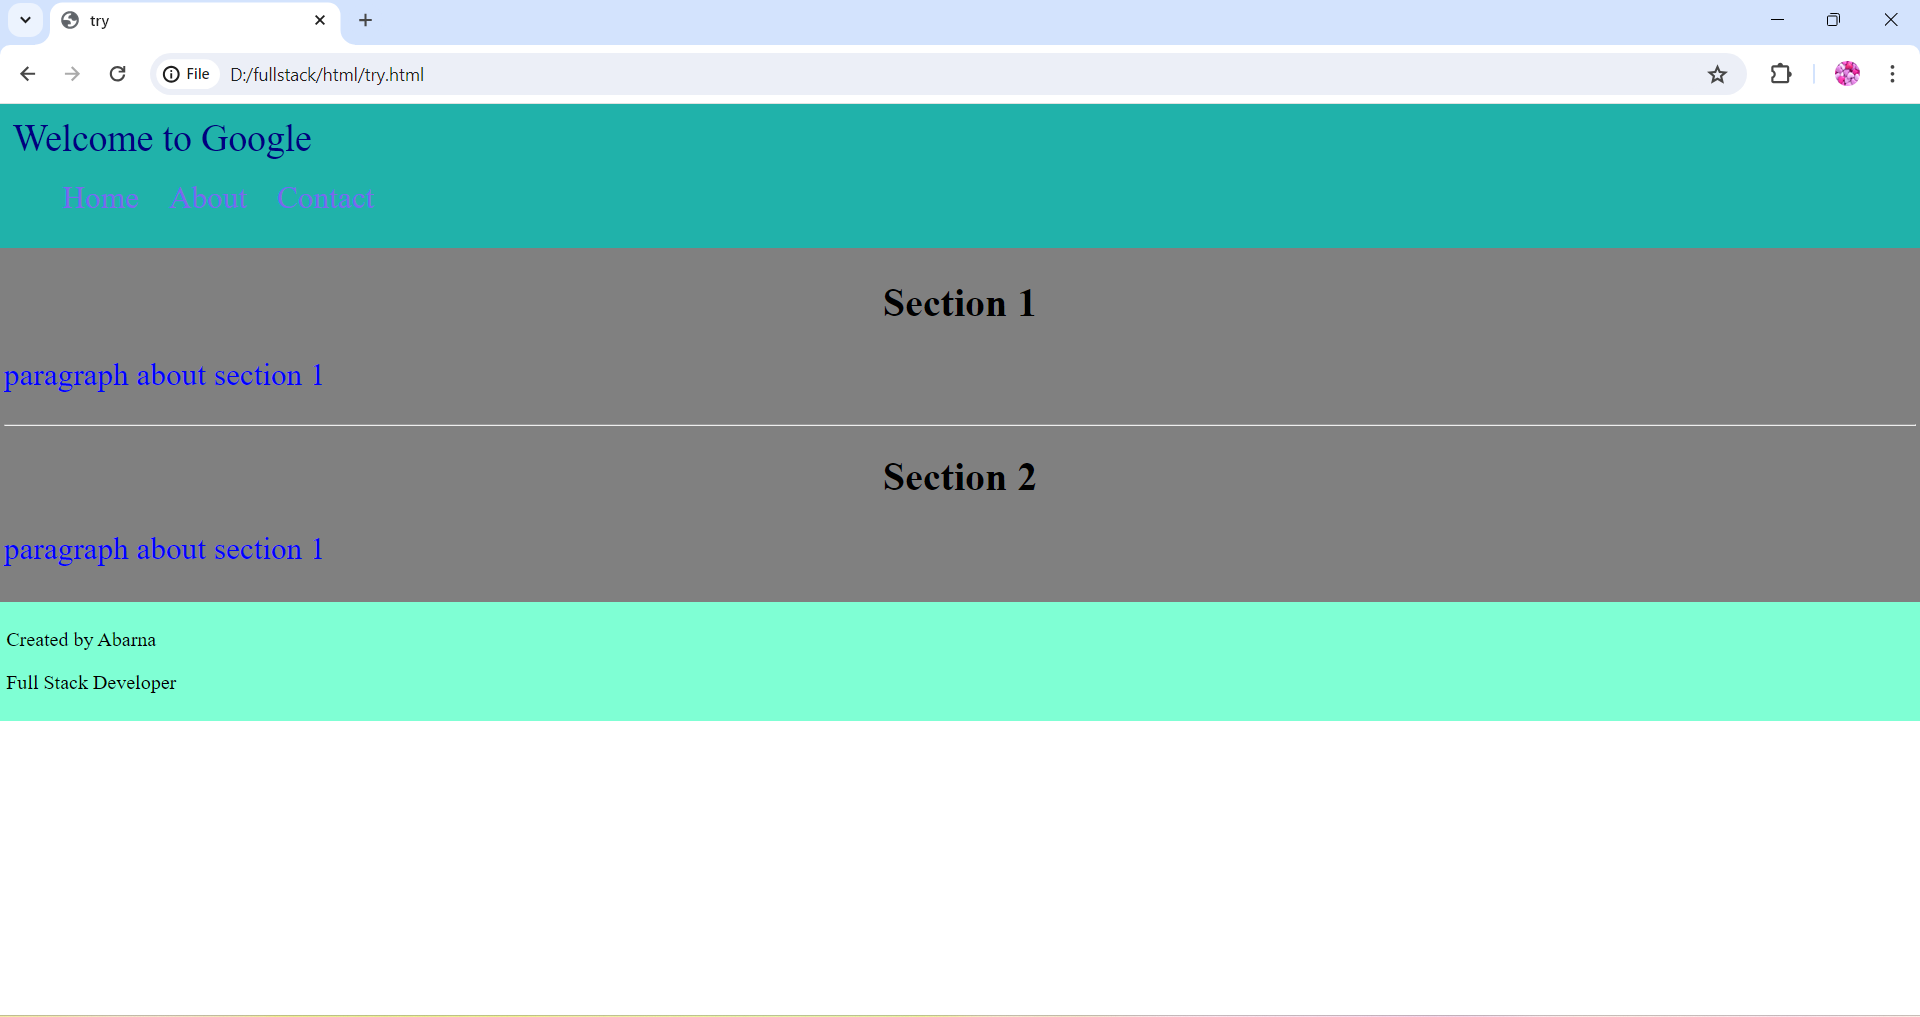 try
File D:/fullstack/html/try.html
Welcome to Google
Home About Contact
Section 1
paragraph about section 1
Section 2
paragraph about section 1
Created by Abarna
Full Stack Developer